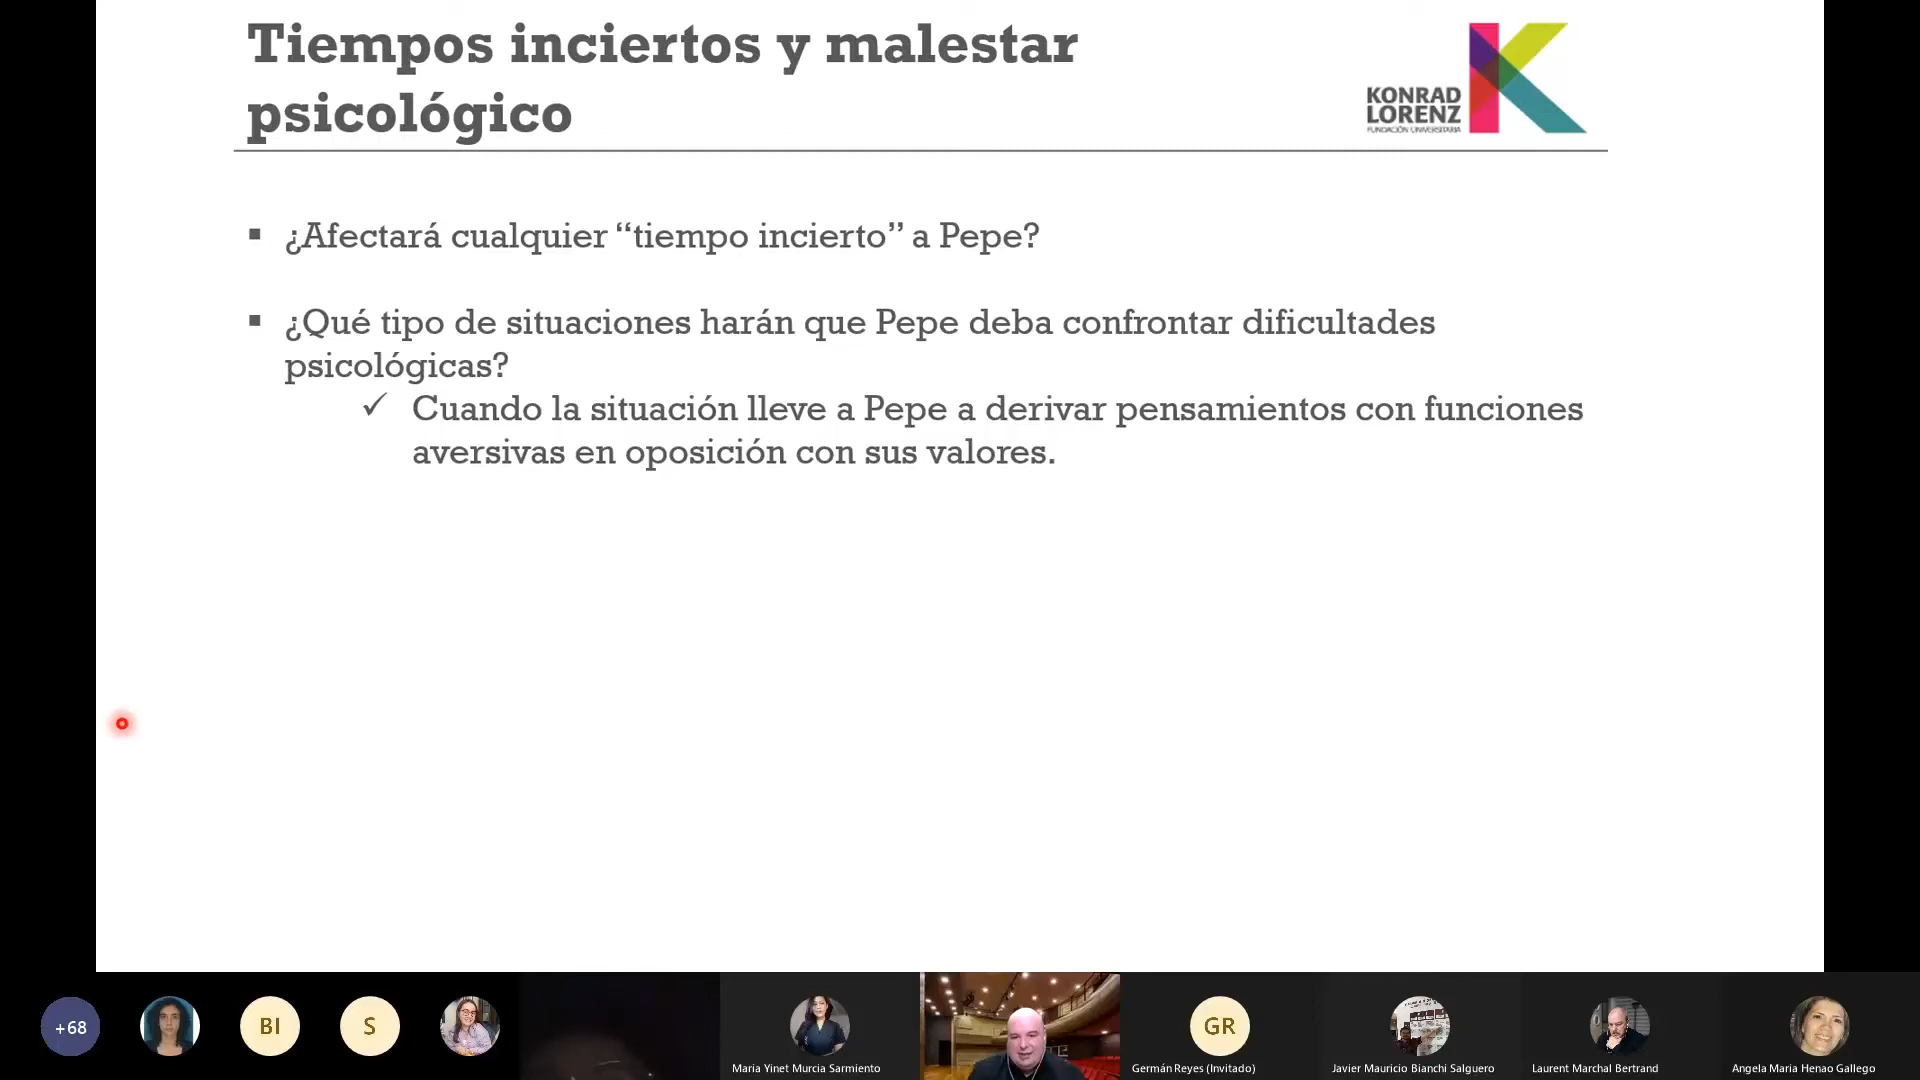 Tiempos inciertos y malestar
psicológico
KONRAD
LORENZ
FUNDACIÓN UNIVERSITARIA
▪ ¿Afectará cualquier “tiempo incierto” a Pepe?
▪ ¿Qué tipo de situaciones harán que Pepe deba confrontar dificultades
psicológicas?
✓ Cuando la situación lleve a Pepe a derivar pensamientos con funciones
aversivas en oposición con sus valores.
+68
BI
S
GR
Maria Yinet Murcia Sarmiento
Germán Reyes (Invitado)
Javier Mauricio Bianchi Salguero
Laurent Marchal Bertrand
Angela Maria Henao Gallego